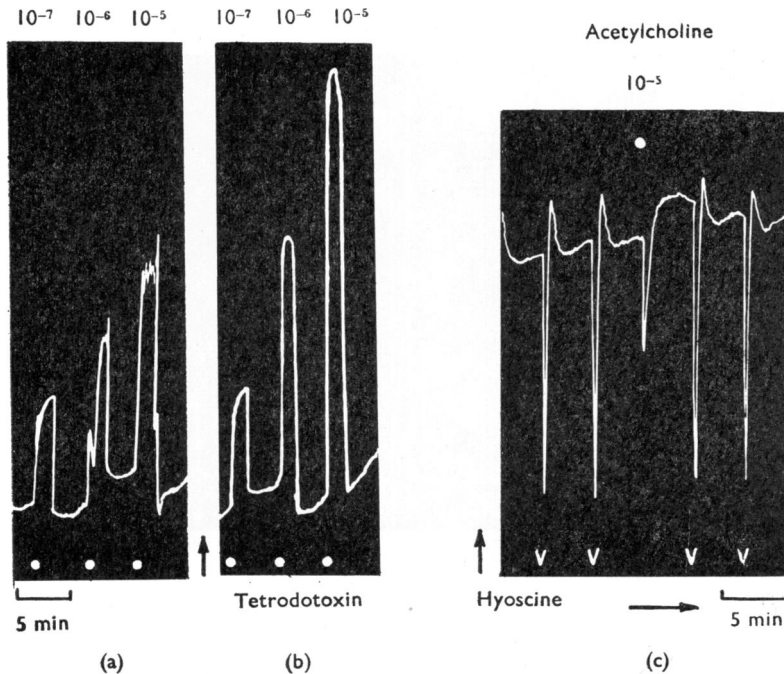 10⁻⁷ 10⁻⁶ 10⁻⁵
10⁻⁷ 10⁻⁶ 10⁻⁵
Acetylcholine
10⁻⁵
5 min
Tetrodotoxin
Hyoscine
5 min
(a)
(b)
(c)